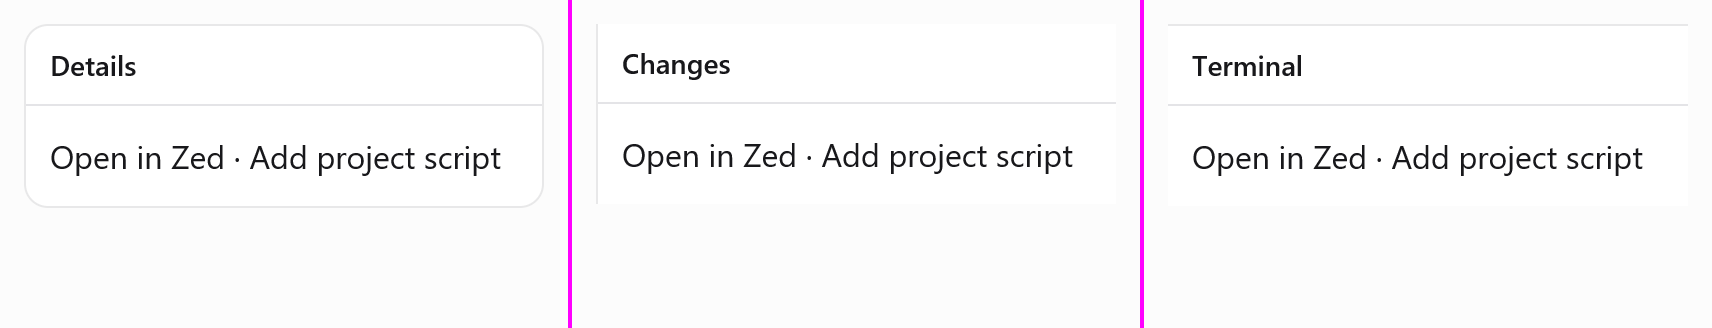 Details
Open in Zed · Add project script
Changes
Open in Zed · Add project script
Terminal
Open in Zed · Add project script